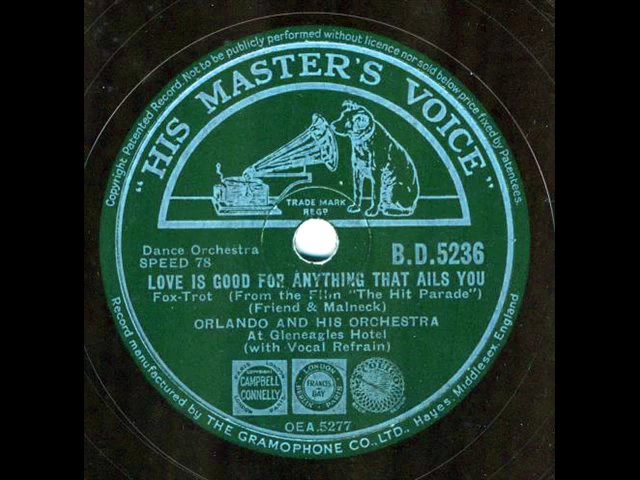 Copyright Patented Record. Not to be publicly performed without licence nor sold below price fixed by Patentees.
"HIS MASTER'S VOICE"
TRADE MARK
REGD
Dance Orchestra
B.D.5236
SPEED 78
LOVE IS GOOD FOR ANYTHING THAT AILS YOU
Fox-Trot (From the Film "The Hit Parade")
(Friend & Malneck)
ORLANDO AND HIS ORCHESTRA
At Gleneagles Hotel
(with Vocal Refrain)
CAMPBELL
CONNELLY
LONDON
FRANCIS
DAY
OEA.5277
Record manufactured by THE GRAMOPHONE CO., LTD., Hayes, Middlesex, England.